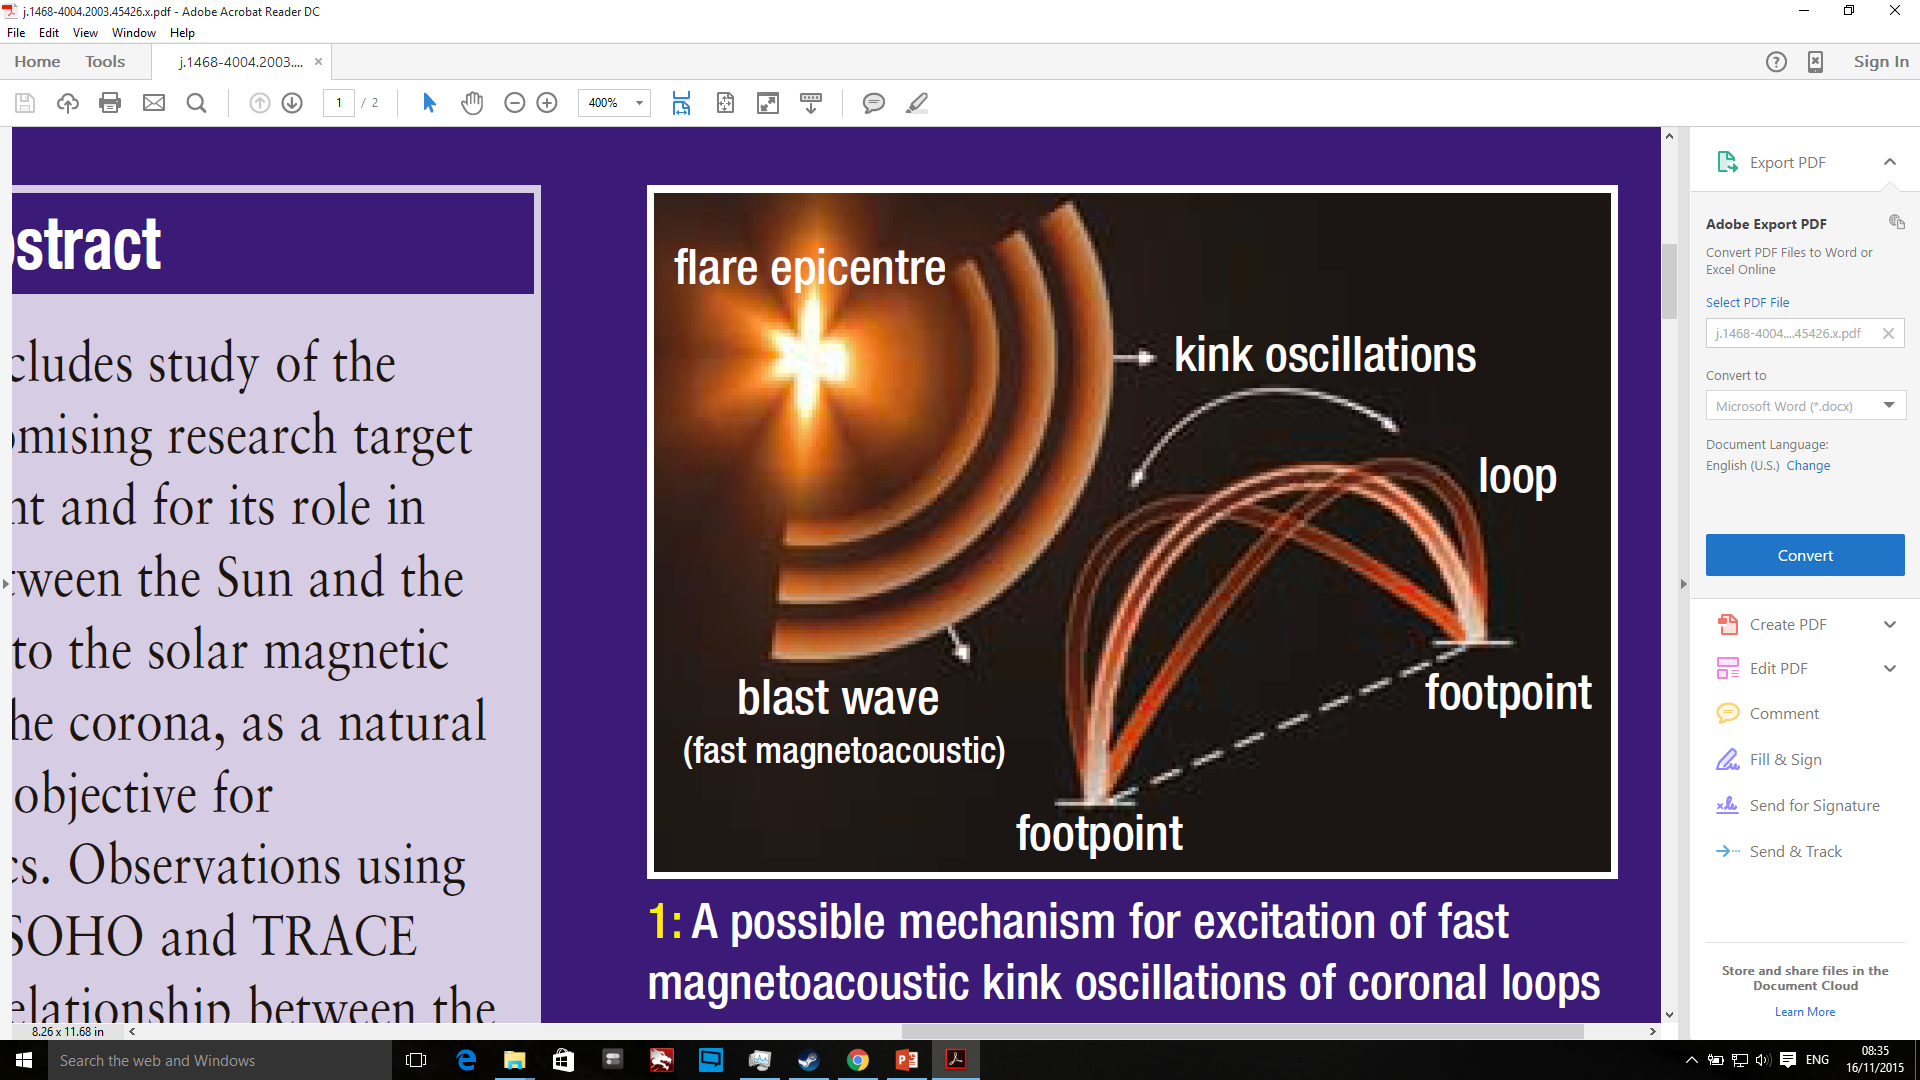 j.1468-4004.2003.45426.x.pdf - Adobe Acrobat Reader DC
File Edit View Window Help
Home Tools j.1468-4004.2003.... × Sign In
1 / 2 400%
bstract
cludes study of the
omising research target
nt and for its role in
tween the Sun and the
to the solar magnetic
he corona, as a natural
objective for
cs. Observations using
SOHO and TRACE
elationship between the
flare epicentre
kink oscillations
loop
blast wave
(fast magnetoacoustic)
footpoint
footpoint
1: A possible mechanism for excitation of fast
magnetoacoustic kink oscillations of coronal loops
8.26 x 11.68 in
Export PDF
Adobe Export PDF
Convert PDF Files to Word or
Excel Online
Select PDF File
j.1468-4004....45426.x.pdf
Convert to
Microsoft Word (*.docx)
Document Language:
English (U.S.) Change
Convert
Create PDF
Edit PDF
Comment
Fill & Sign
Send for Signature
Send & Track
Store and share files in the
Document Cloud
Learn More
Search the web and Windows
ENG
08:35
16/11/2015